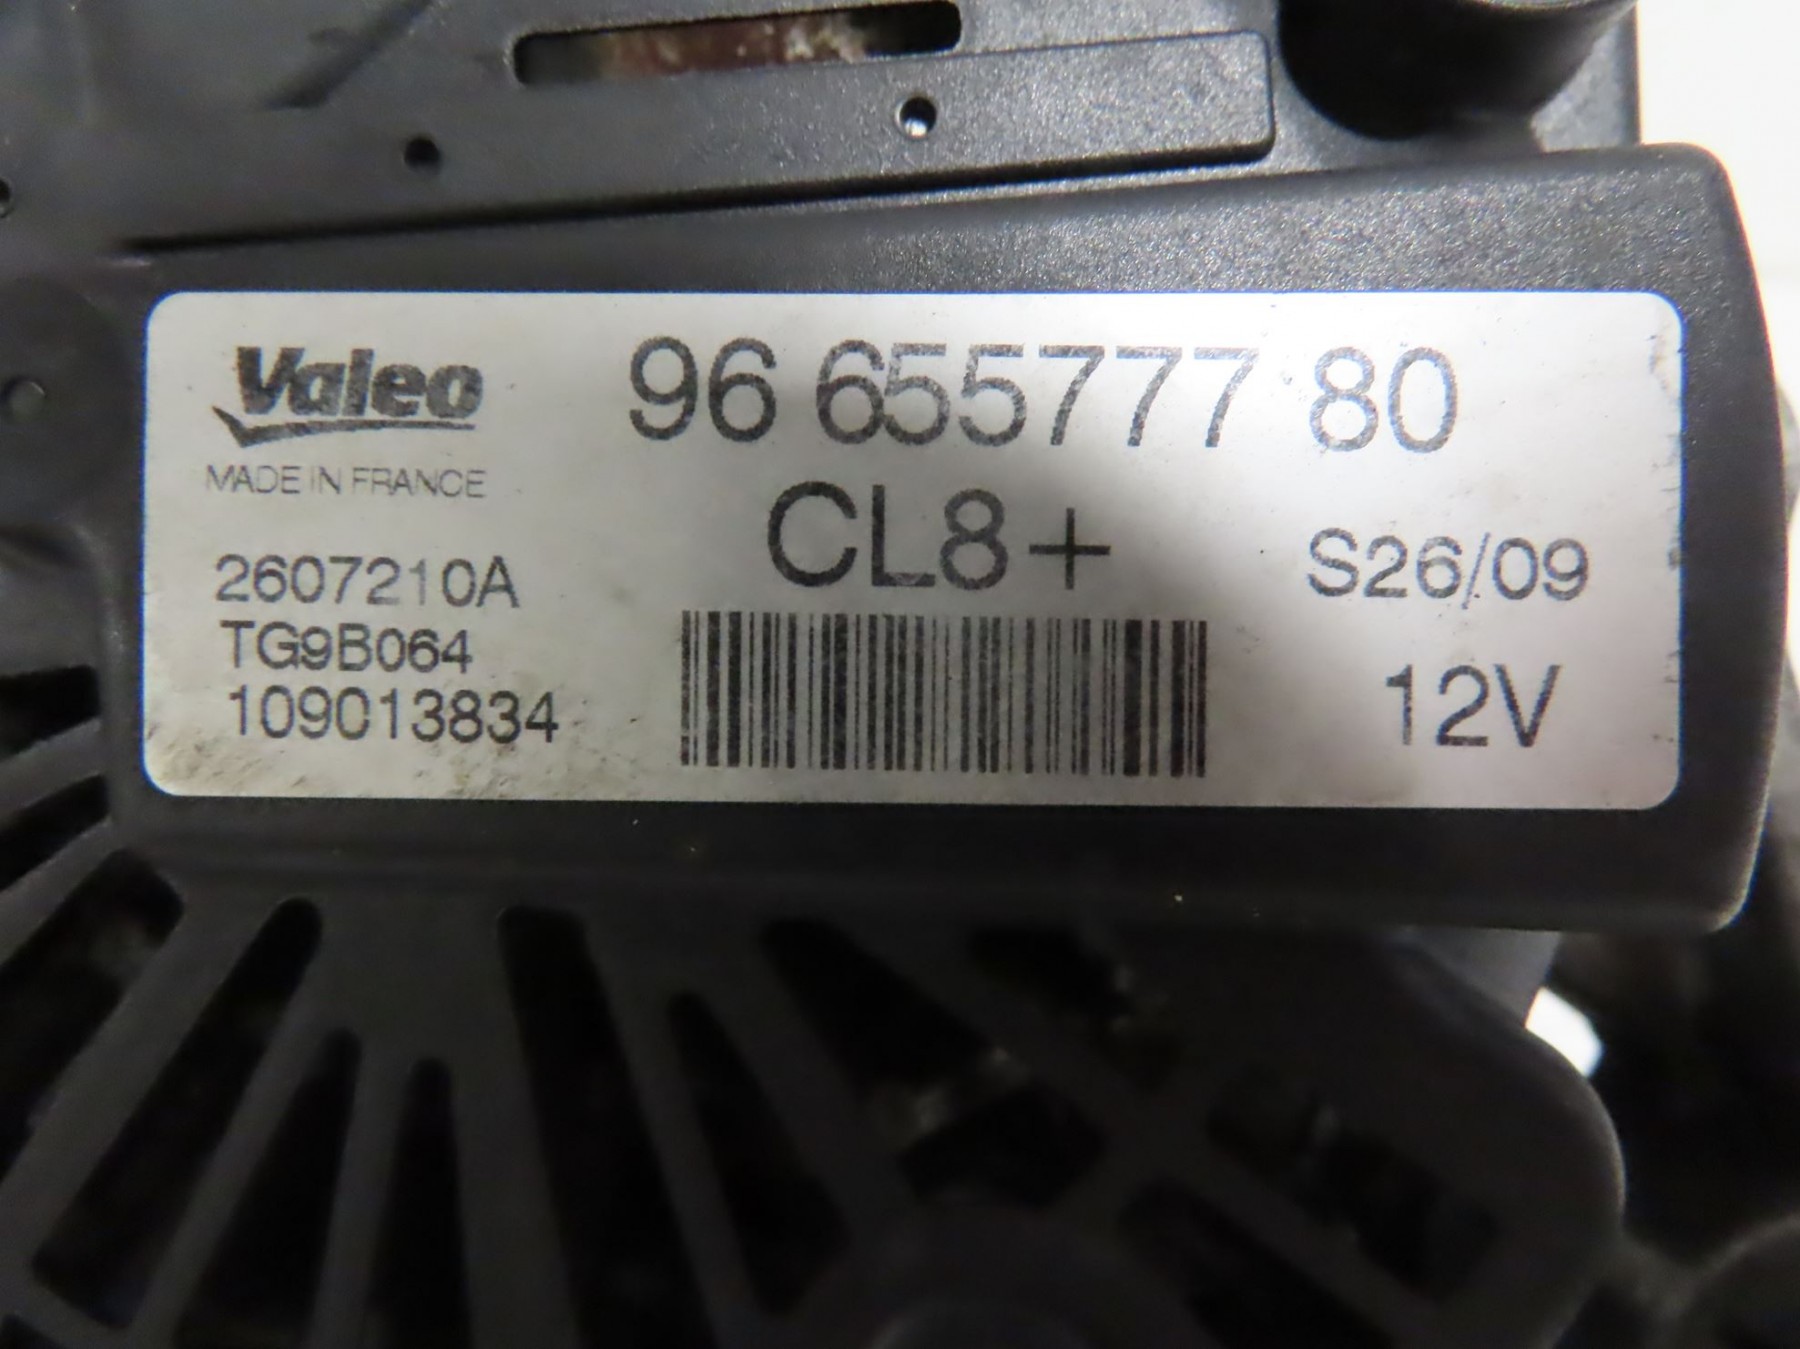 Valeo
MADE IN FRANCE
96 655777 80
CL8+
S26/09
12V
2607210A
TG9B064
109013834